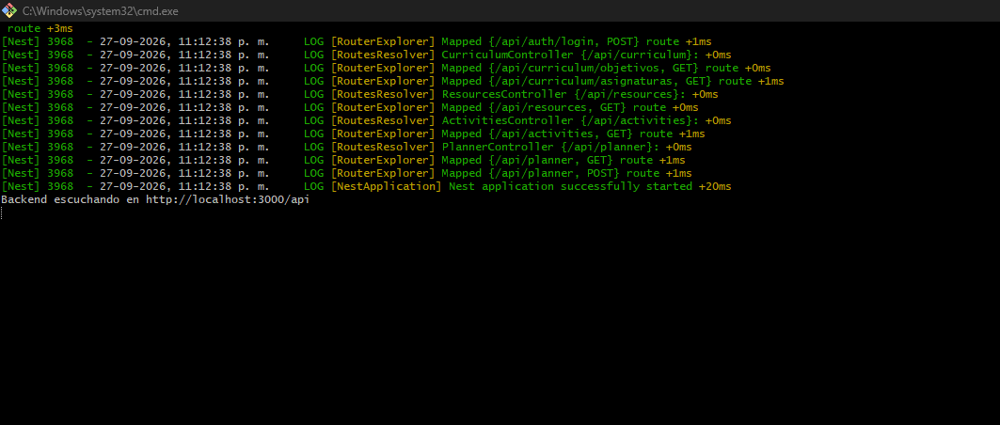 C:\Windows\system32\cmd.exe
route +3ms
[Nest] 3968  - 27-09-2026, 11:12:38 p. m.     LOG [RouterExplorer] Mapped {/api/auth/login, POST} route +1ms
[Nest] 3968  - 27-09-2026, 11:12:38 p. m.     LOG [RoutesResolver] CurriculumController {/api/curriculum}: +0ms
[Nest] 3968  - 27-09-2026, 11:12:38 p. m.     LOG [RouterExplorer] Mapped {/api/curriculum/objetivos, GET} route +0ms
[Nest] 3968  - 27-09-2026, 11:12:38 p. m.     LOG [RouterExplorer] Mapped {/api/curriculum/asignaturas, GET} route +1ms
[Nest] 3968  - 27-09-2026, 11:12:38 p. m.     LOG [RoutesResolver] ResourcesController {/api/resources}: +0ms
[Nest] 3968  - 27-09-2026, 11:12:38 p. m.     LOG [RouterExplorer] Mapped {/api/resources, GET} route +0ms
[Nest] 3968  - 27-09-2026, 11:12:38 p. m.     LOG [RoutesResolver] ActivitiesController {/api/activities}: +0ms
[Nest] 3968  - 27-09-2026, 11:12:38 p. m.     LOG [RouterExplorer] Mapped {/api/activities, GET} route +1ms
[Nest] 3968  - 27-09-2026, 11:12:38 p. m.     LOG [RoutesResolver] PlannerController {/api/planner}: +0ms
[Nest] 3968  - 27-09-2026, 11:12:38 p. m.     LOG [RouterExplorer] Mapped {/api/planner, GET} route +1ms
[Nest] 3968  - 27-09-2026, 11:12:38 p. m.     LOG [RouterExplorer] Mapped {/api/planner, POST} route +1ms
[Nest] 3968  - 27-09-2026, 11:12:38 p. m.     LOG [NestApplication] Nest application successfully started +20ms
Backend escuchando en http://localhost:3000/api